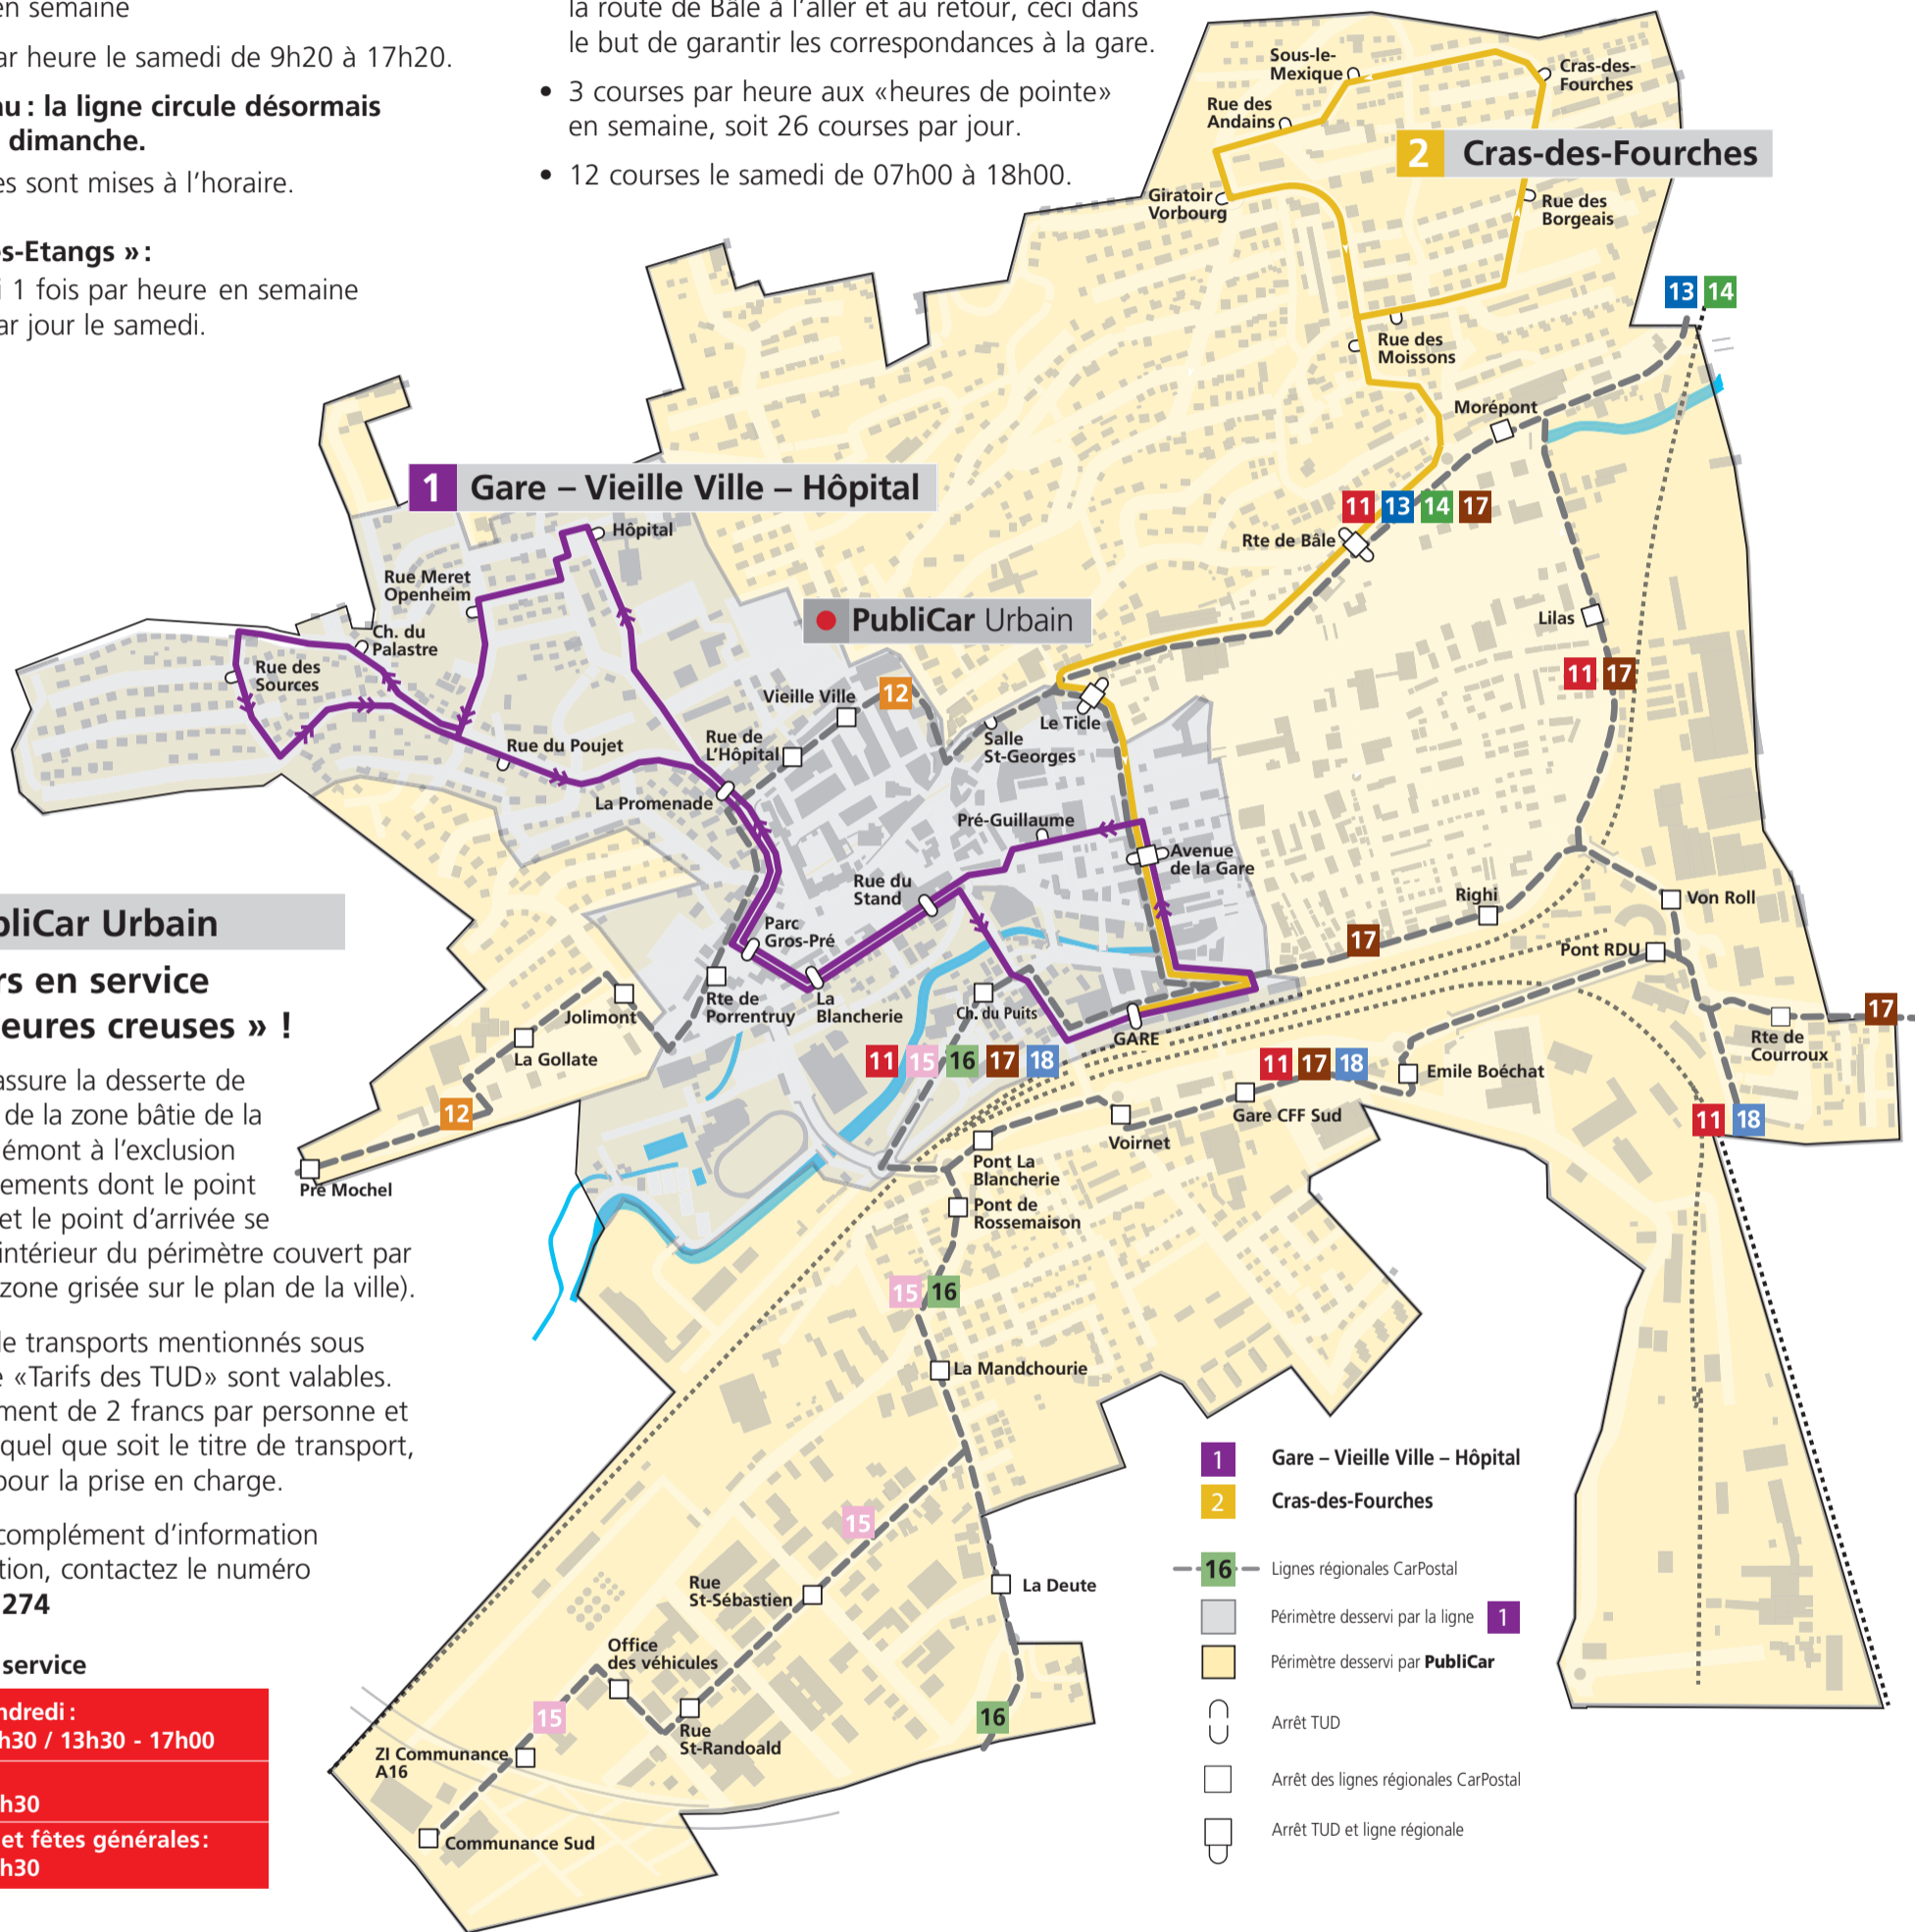 en semaine
ar heure le samedi de 9h20 à 17h20.
au : la ligne circule désormais
dimanche.
es sont mises à l'horaire.
s-Etangs » :
i 1 fois par heure en semaine
ar jour le samedi.
la route de Bâle à l'aller et au retour, ceci dans
le but de garantir les correspondances à la gare.
• 3 courses par heure aux «heures de pointe»
en semaine, soit 26 courses par jour.
• 12 courses le samedi de 07h00 à 18h00.
Sous-le-
Mexique
Cras-des-
Fourches
Rue des
Andains
2 Cras-des-Fourches
Giratoir
Vorbourg
Rue des
Borgeais
13 14
Rue des
Moissons
Morépont
1 Gare – Vieille Ville – Hôpital
11 13 14 17
Hôpital
Rte de Bâle
Rue Meret
Openheim
PubliCar Urbain
Lilas
Ch. du
Palastre
Rue des
Sources
11 17
Vieille Ville
12
Le Ticle
Rue de
L'Hôpital
Salle
St-Georges
Rue du Poujet
La Promenade
Pré-Guillaume
Avenue
de la Gare
Rue du
Stand
Righi
Von Roll
Parc
Gros-Pré
17
Pont RDU
bliCar Urbain
rs en service
eures creuses » !
Jolimont
Rte de
Porrentruy
La
Blancherie
Ch. du Puits
GARE
17
Rte de
Courroux
La Gollate
11 15 16 17 18
11 17 18
Emile Boéchat
assure la desserte de
de la zone bâtie de la
émont à l'exclusion
ements dont le point
et le point d'arrivée se
intérieur du périmètre couvert par
zone grisée sur le plan de la ville).
12
Gare CFF Sud
11 18
Voirnet
Pré Mochel
Pont La
Blancherie
Pont de
Rossemaison
15 16
le transports mentionnés sous
e «Tarifs des TUD» sont valables.
ment de 2 francs par personne et
quel que soit le titre de transport,
pour la prise en charge.
La Mandchourie
complément d'information
tion, contactez le numéro
274
15
Rue
St-Sébastien
La Deute
Office
des véhicules
15
Rue
St-Randoald
16
ZI Communance
A16
Communance Sud
service
ndredi :
h30 / 13h30 - 17h00
h30
et fêtes générales:
h30
1 Gare – Vieille Ville – Hôpital
2 Cras-des-Fourches
16 Lignes régionales CarPostal
Périmètre desservi par la ligne 1
Périmètre desservi par PubliCar
Arrêt TUD
Arrêt des lignes régionales CarPostal
Arrêt TUD et ligne régionale